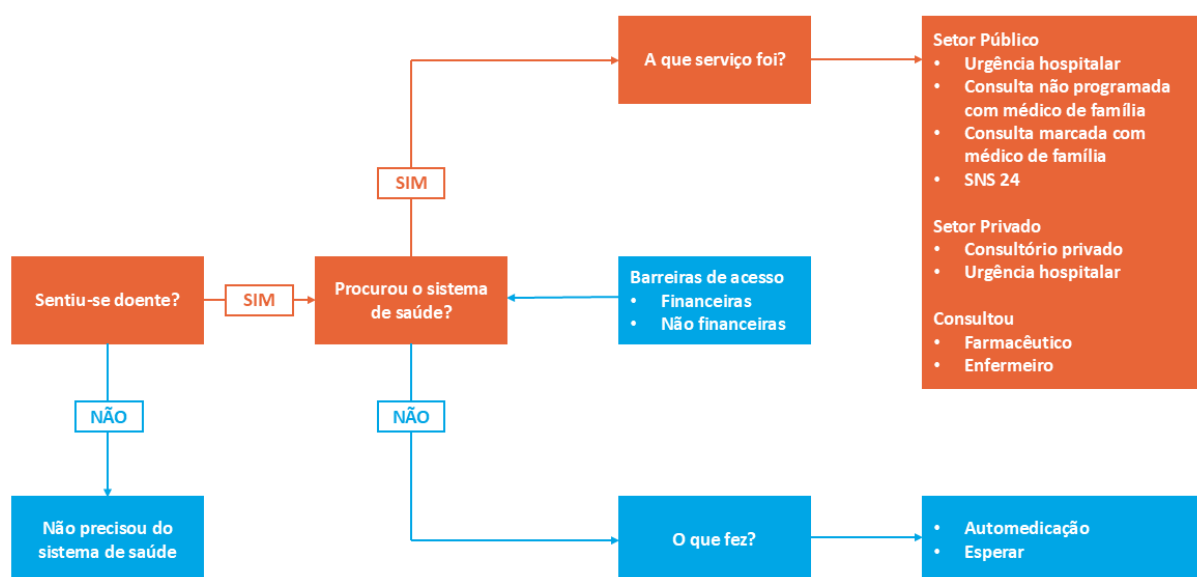 Sentiu-se doente?
SIM
NÃO
Não precisou do
sistema de saúde
Procurou o sistema
de saúde?
SIM
A que serviço foi?
Setor Público
• Urgência hospitalar
• Consulta não programada
com médico de família
• Consulta marcada com
médico de família
• SNS 24
Setor Privado
• Consultório privado
• Urgência hospitalar
Consultou
• Farmacêutico
• Enfermeiro
Barreiras de acesso
• Financeiras
• Não financeiras
NÃO
O que fez?
• Automedicação
• Esperar